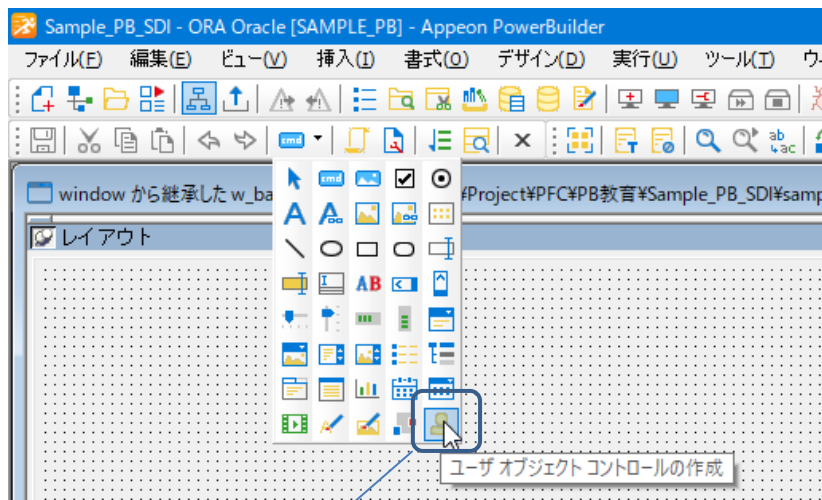 Sample_PB_SDI - ORA Oracle [SAMPLE_PB] - Appeon PowerBuilder
ファイル(F) 編集(E) ビュー(V) 挿入(I) 書式(O) デザイン(D) 実行(U) ツール(T) ウ
window から継承した w_ba ¥Project¥PFC¥PB教育¥Sample_PB_SDI¥samp
レイアウト
ユーザ オブジェクト コントロールの作成